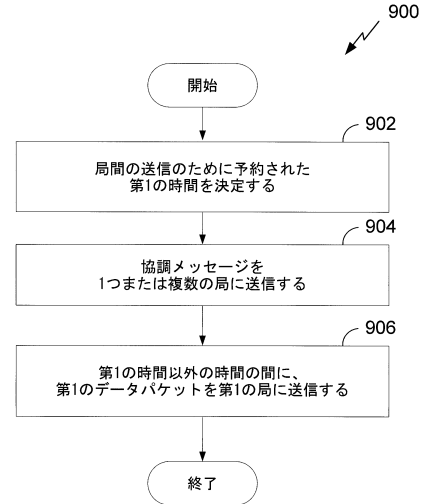 900
開始
902
局間の送信のために予約された
第1の時間を決定する
904
協調メッセージを
1つまたは複数の局に送信する
906
第1の時間以外の時間の間に、
第1のデータパケットを第1の局に送信する
終了